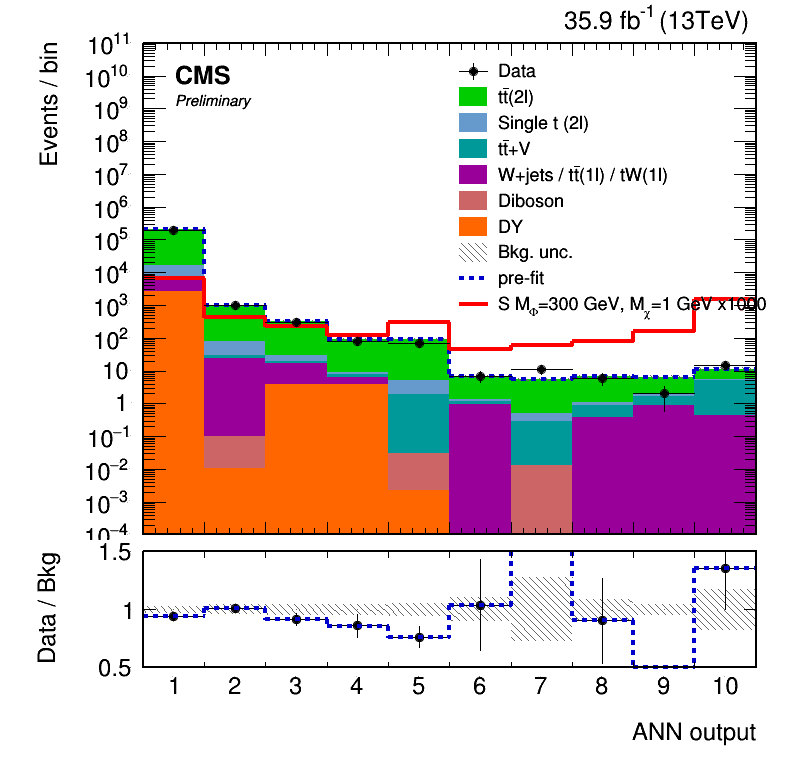 35.9 fb⁻¹ (13TeV)
Events / bin
10¹¹
10¹⁰
10⁹
10⁸
10⁷
10⁶
10⁵
10⁴
10³
10²
10
1
10⁻¹
10⁻²
10⁻³
10⁻⁴
CMS
Preliminary
Data
tt̄(2l)
Single t (2l)
tt̄+V
W+jets / tt̄(1l) / tW(1l)
Diboson
DY
Bkg. unc.
pre-fit
S M_Φ=300 GeV, M_χ=1 GeV x1000
Data / Bkg
1.5
1
0.5
1 2 3 4 5 6 7 8 9 10
ANN output